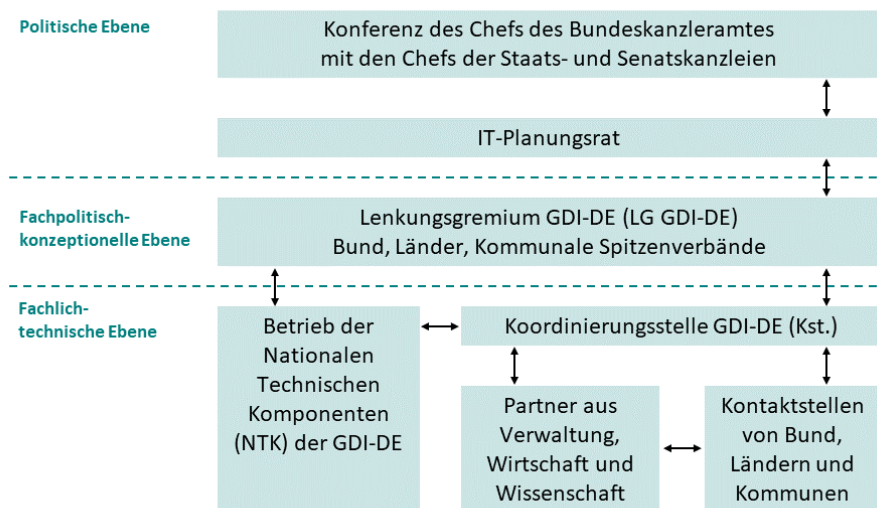 Politische Ebene
Konferenz des Chefs des Bundeskanzleramtes
mit den Chefs der Staats- und Senatskanzleien
IT-Planungsrat
Fachpolitisch-
konzeptionelle Ebene
Lenkungsgremium GDI-DE (LG GDI-DE)
Bund, Länder, Kommunale Spitzenverbände
Fachlich-
technische Ebene
Betrieb der
Nationalen
Technischen
Komponenten
(NTK) der GDI-DE
Koordinierungsstelle GDI-DE (Kst.)
Partner aus
Verwaltung,
Wirtschaft und
Wissenschaft
Kontaktstellen
von Bund,
Ländern und
Kommunen